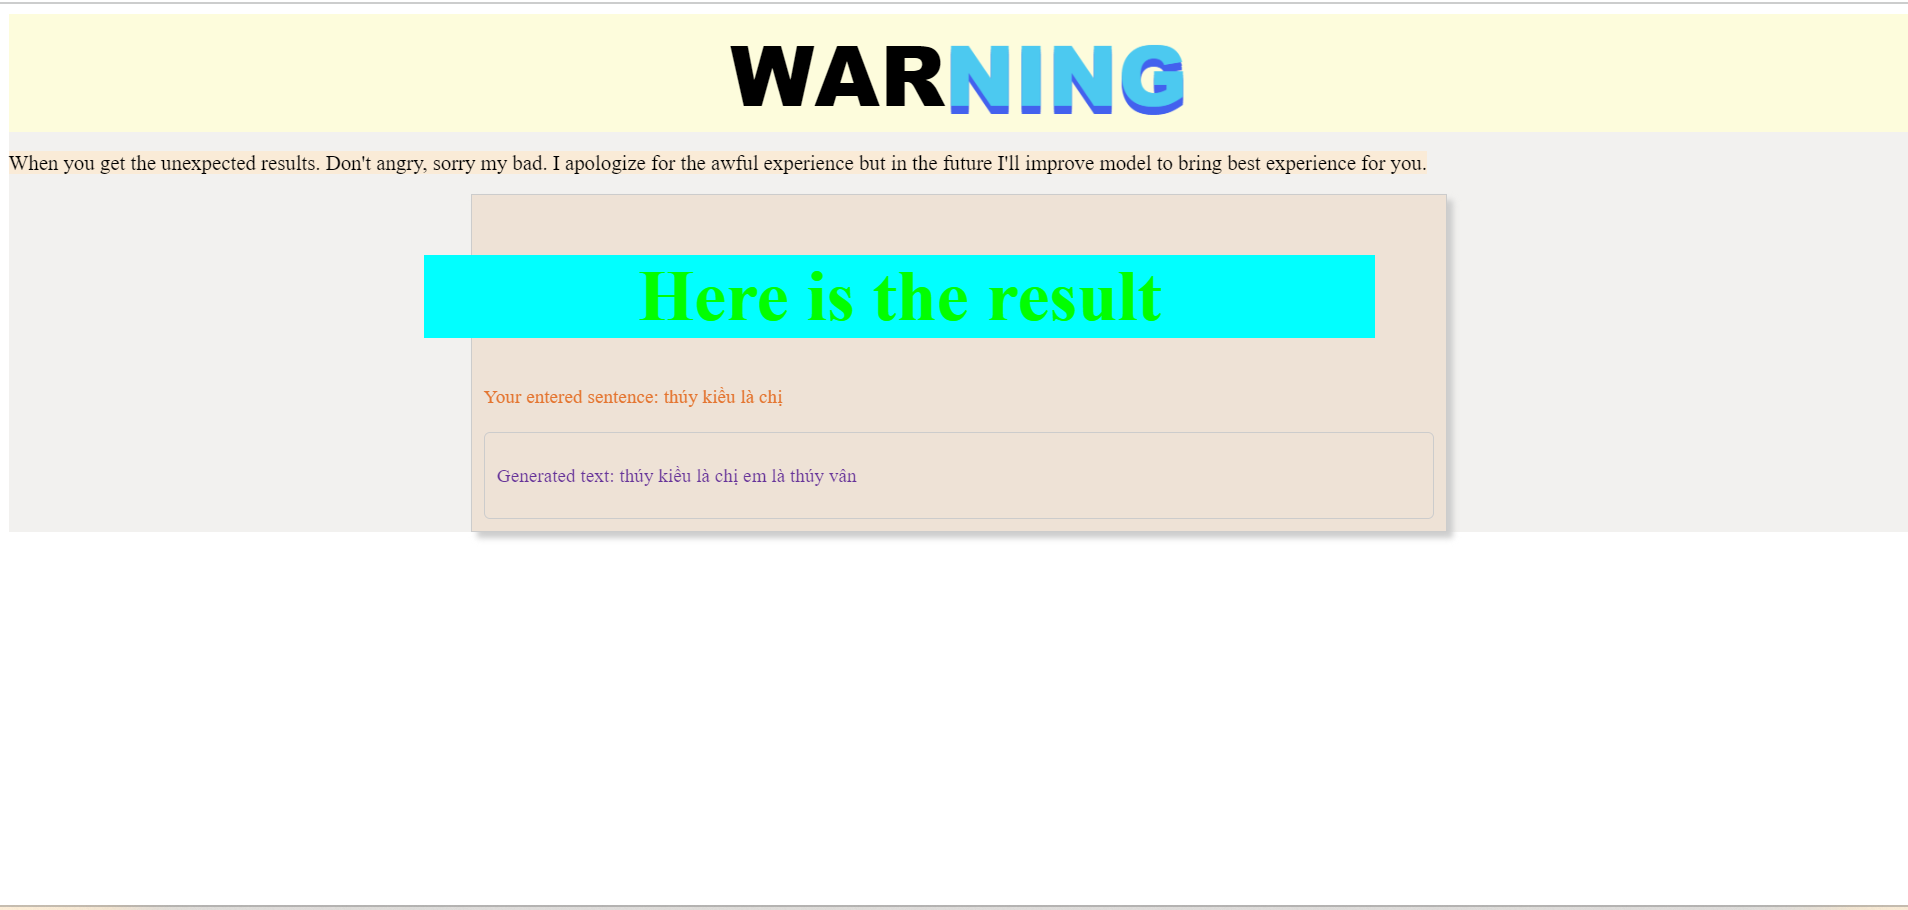 WARNING
When you get the unexpected results. Don't angry, sorry my bad. I apologize for the awful experience but in the future I'll improve model to bring best experience for you.
Here is the result
Your entered sentence: thúy kiều là chị
Generated text: thúy kiều là chị em là thúy vân